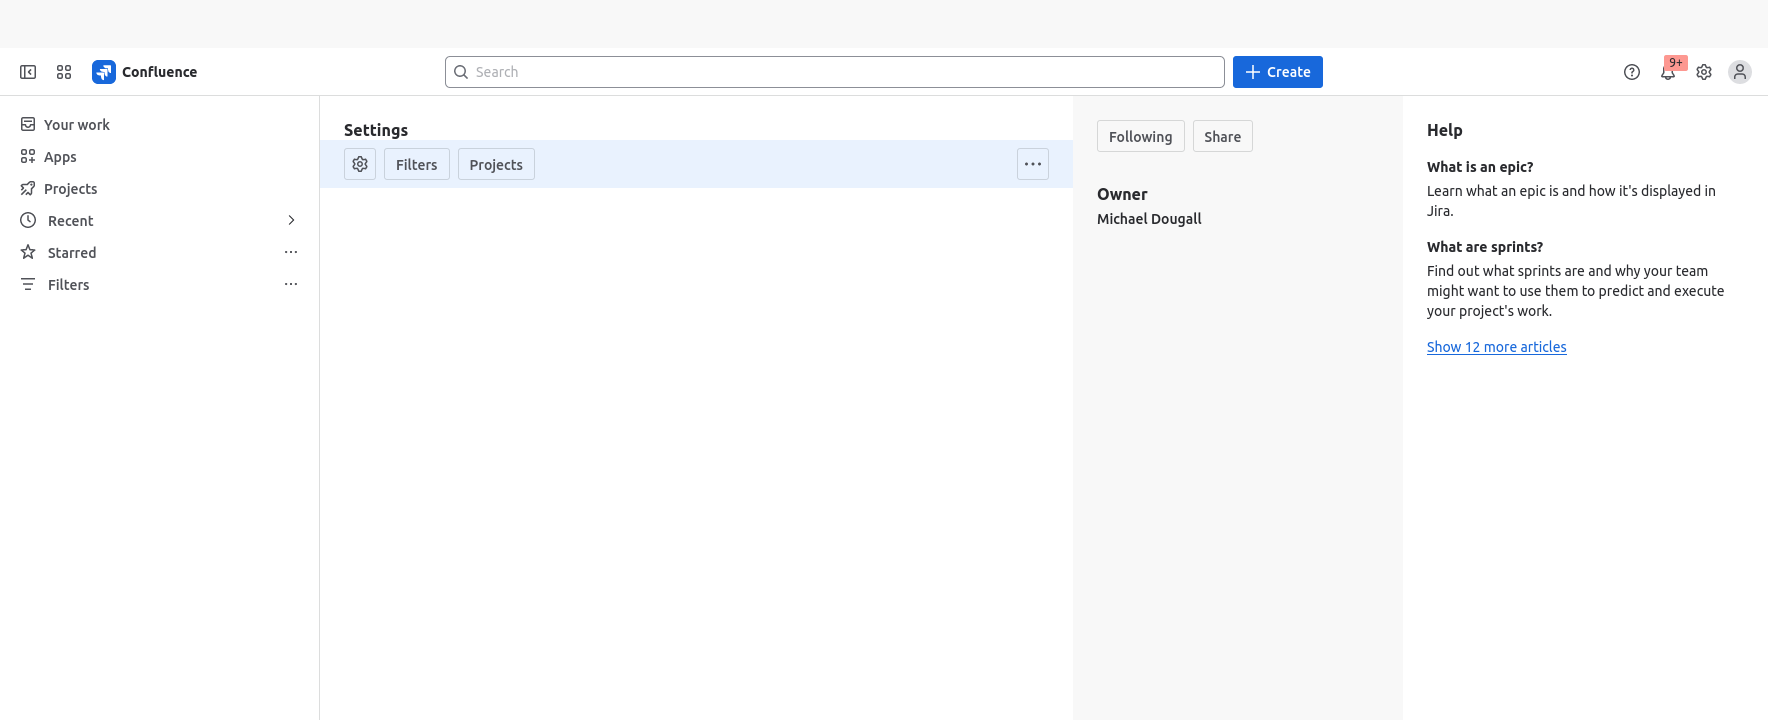 Confluence
Search
Create
9+
Your work
Apps
Projects
Recent
Starred
Filters
Settings
Filters
Projects
Following
Share
Owner
Michael Dougall
Help
What is an epic?
Learn what an epic is and how it's displayed in
Jira.
What are sprints?
Find out what sprints are and why your team
might want to use them to predict and execute
your project's work.
Show 12 more articles